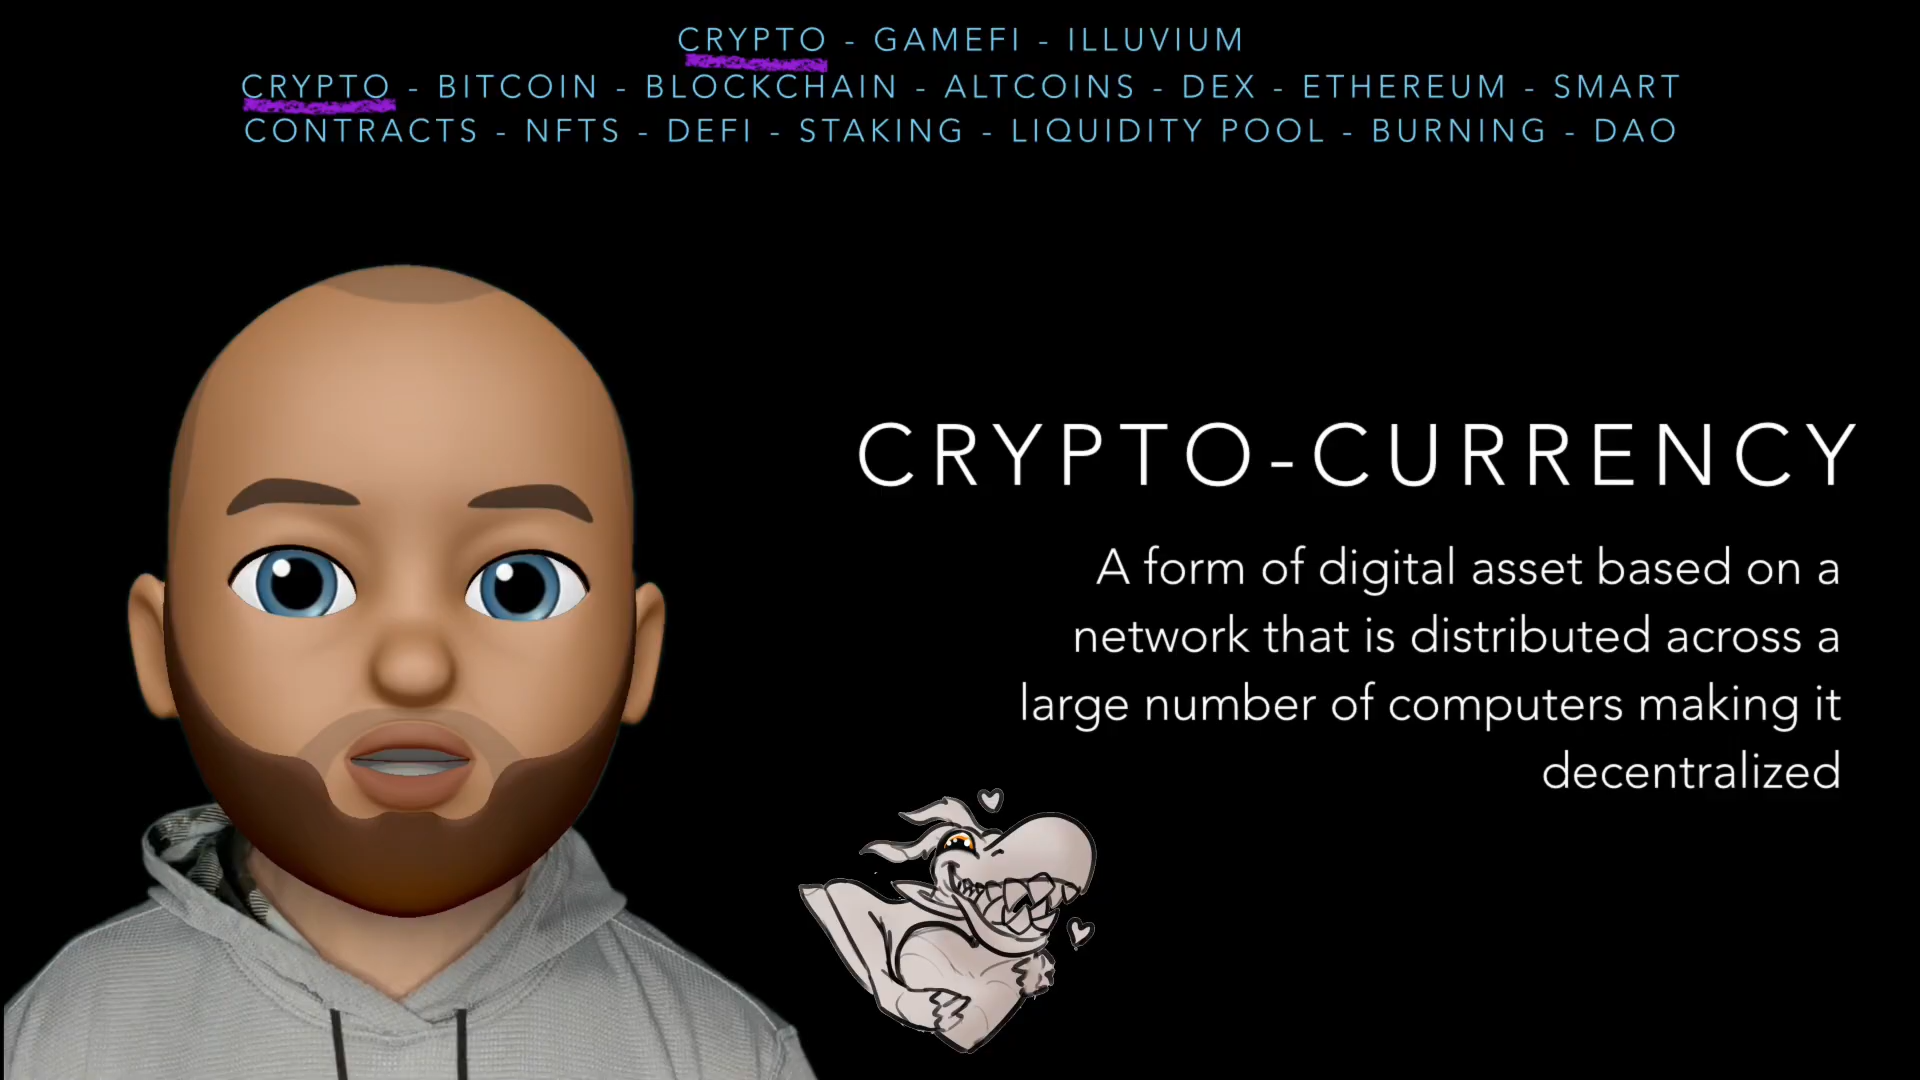 CRYPTO - GAMEFI - ILLUVIUM
CRYPTO - BITCOIN - BLOCKCHAIN - ALTCOINS - DEX - ETHEREUM - SMART
CONTRACTS - NFTS - DEFI - STAKING - LIQUIDITY POOL - BURNING - DAO
CRYPTO-CURRENCY
A form of digital asset based on a
network that is distributed across a
large number of computers making it
decentralized